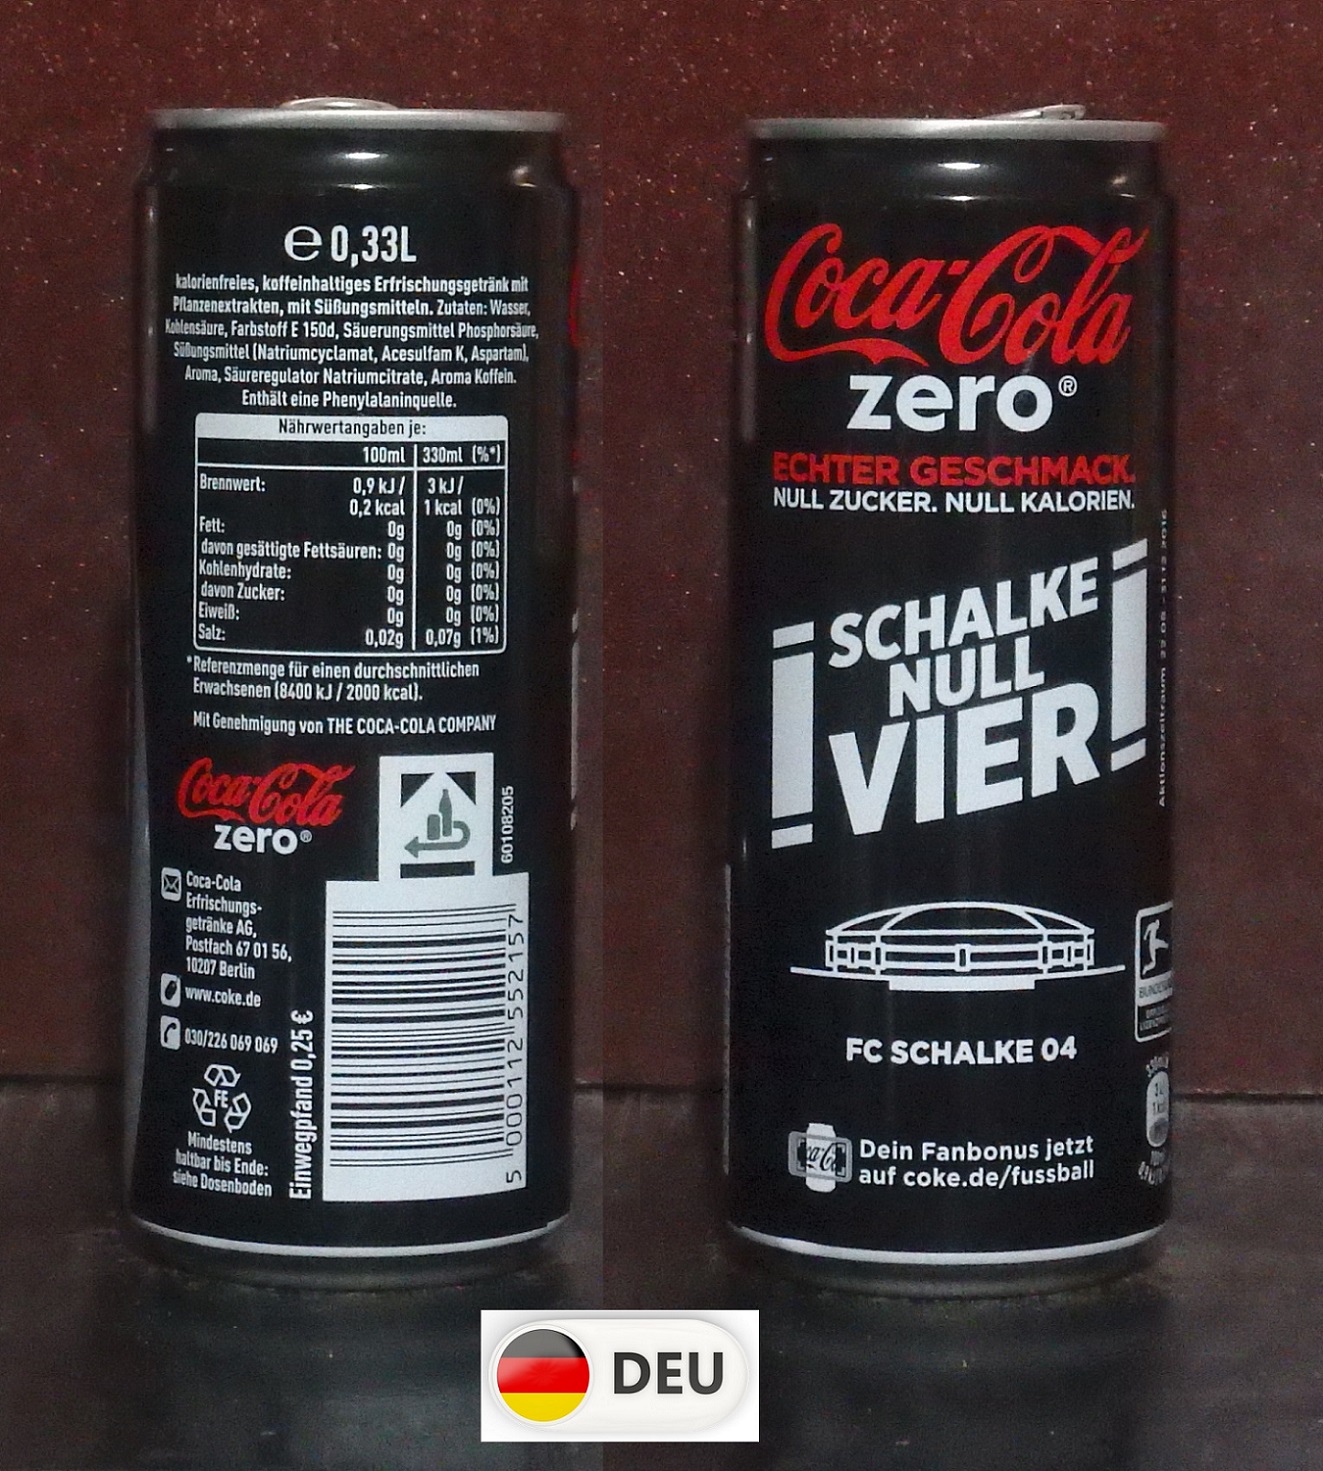 e 0,33L
kalorienfreies, koffeinhaltiges Erfrischungsgetränk mit
Pflanzenextrakten, mit Süßungsmitteln. Zutaten: Wasser,
Kohlensäure, Farbstoff E 150d, Säuerungsmittel Phosphorsäure,
Süßungsmittel (Natriumcyclamat, Acesulfam K, Aspartam),
Aroma, Säureregulator Natriumcitrate, Aroma Koffein.
Enthält eine Phenylalaninquelle.
Nährwertangaben je:
100ml 330ml (%*)
Brennwert: 0,9 kJ / 3 kJ /
0,2 kcal 1 kcal (0%)
Fett: 0g 0g (0%)
davon gesättigte Fettsäuren: 0g 0g (0%)
Kohlenhydrate: 0g 0g (0%)
davon Zucker: 0g 0g (0%)
Eiweiß: 0g 0g (0%)
Salz: 0,02g 0,07g (1%)
*Referenzmenge für einen durchschnittlichen
Erwachsenen (8400 kJ / 2000 kcal).
Mit Genehmigung von THE COCA-COLA COMPANY
Coca-Cola
zero®
60108205
Coca-Cola
Erfrischungs-
getränke AG,
Postfach 67 01 56,
10207 Berlin
www.coke.de
030/226 069 069
FE
Mindestens
haltbar bis Ende:
siehe Dosenboden
Einwegpfand 0,25 €
5 000112 552157
Coca-Cola
zero®
ECHTER GESCHMACK.
NULL ZUCKER. NULL KALORIEN.
¡SCHALKE
NULL
VIER!
Aktionszeitraum 22.08.-31.12.2016
FC SCHALKE 04
Dein Fanbonus jetzt
auf coke.de/fussball
DEU